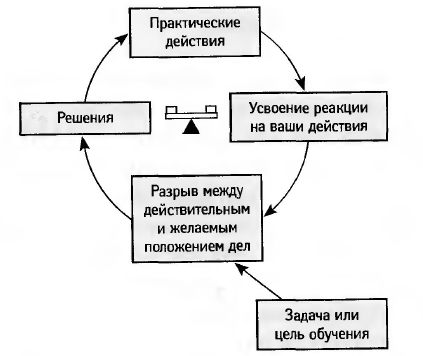 Практические
действия
Решения
Усвоение реакции
на ваши действия
Разрыв между
действительным
и желаемым
положением дел
Задача или
цель обучения